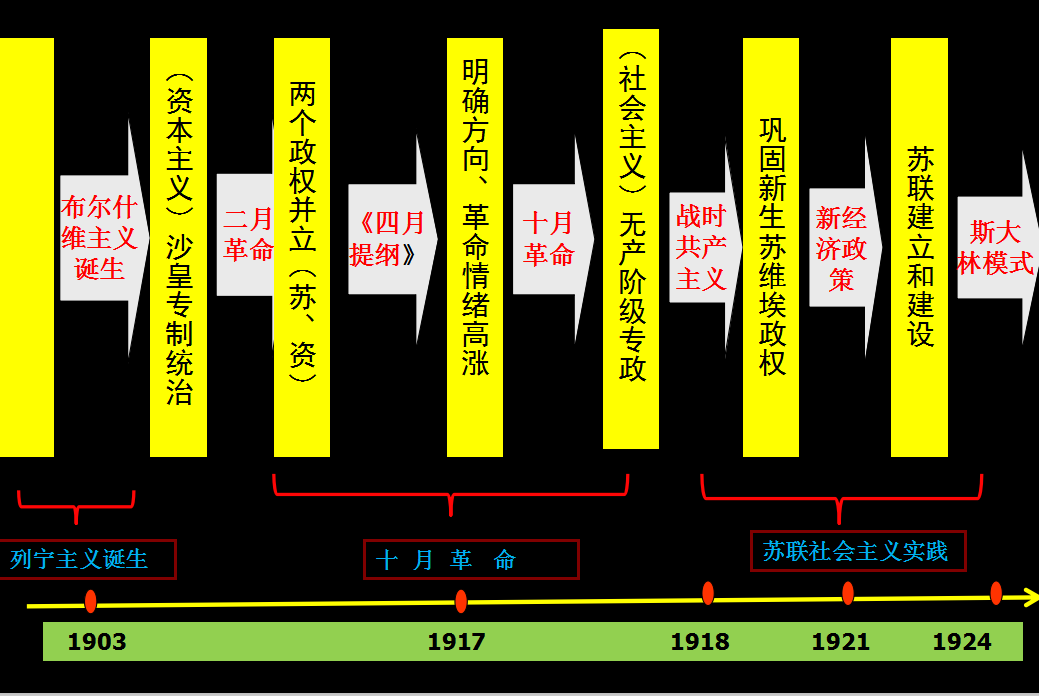 布尔什
维主义
诞生
（资本主义）沙皇专制统治
二月
革命
两个政权并立（苏、资）
《四月
提纲》
明确方向、革命情绪高涨
十月
革命
（社会主义）无产阶级专政
战时
共产
主义
巩固新生苏维埃政权
新经
济政
策
苏联建立和建设
斯大
林模式
列宁主义诞生
十 月 革 命
苏联社会主义实践
1903
1917
1918
1921
1924